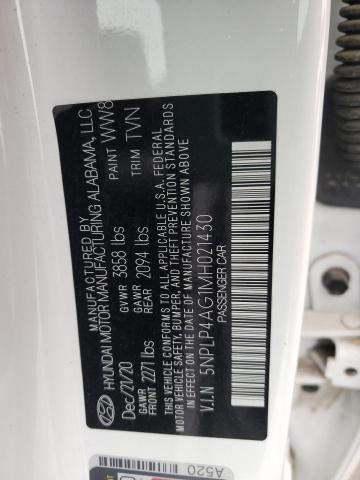 MANUFACTURED BY
HYUNDAI MOTOR MANUFACTURING ALABAMA, LLC
Dec/21/20 GVWR 3858 lbs PAINT WW8
GAWR FRONT 2271 lbs GAWR REAR 2094 lbs TRIM TVN
THIS VEHICLE CONFORMS TO ALL APPLICABLE U.S.A. FEDERAL
MOTOR VEHICLE SAFETY, BUMPER, AND THEFT PREVENTION
STANDARDS IN EFFECT ON THE DATE OF MANUFACTURE SHOWN ABOVE
V.I.N 5NPLP4AG1MH021430
PASSENGER CAR
A520